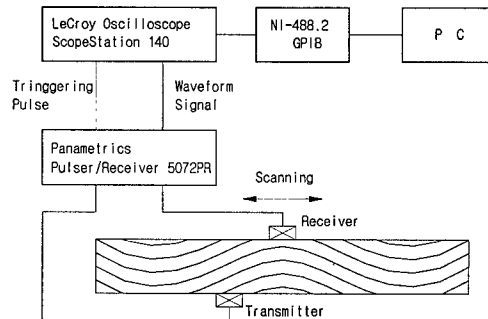 LeCroy Oscilloscope
ScopeStation 140
NI-488.2
GPIB
P C
Tringgering
Pulse
Waveform
Signal
Panametrics
Pulser/Receiver 5072PR
Scanning
Receiver
Transmitter